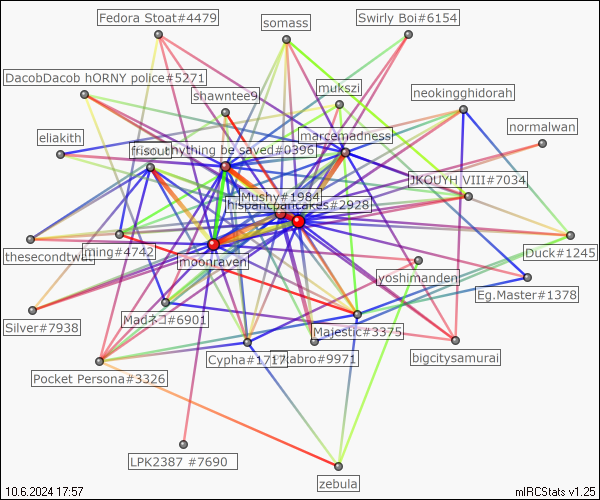 Fedora Stoat#4479
somass
Swirly Boi#6154
DacobDacob hORNY police#5271
shawntee9
mukszi
neokingghidorah
normalwan
eliakith
marcemadness
frisout
nything be saved#0396
JKOUYH VIII#7034
Mushy#1984
hispanicpancakes#2928
thesecondtwat
ming#4742
moonraven
Duck#1245
yoshimanden
Eg.Master#1378
Silver#7938
Madネコ#6901
Majestic#3375
Cypha#1717
abro#9971
bigcitysamurai
Pocket Persona#3326
LPK2387 #7690
zebula
10.6.2024 17:57
mIRCStats v1.25